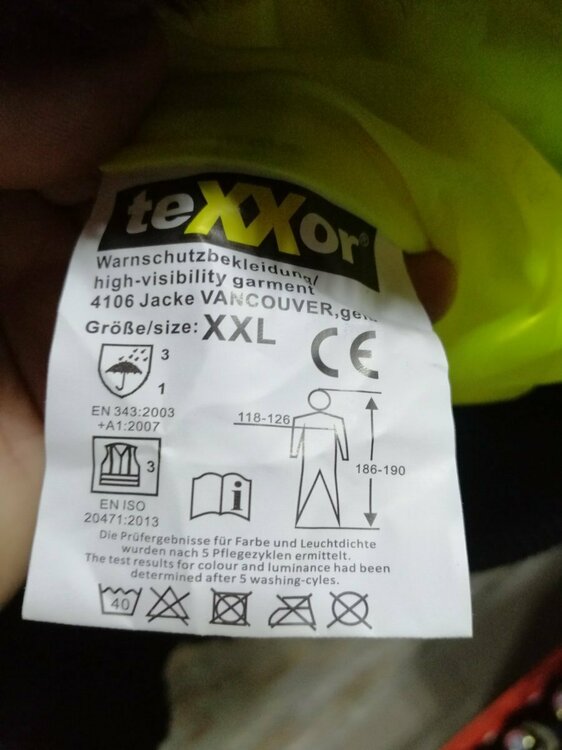 teXXor®
Warnschutzbekleidung/
high-visibility garment
4106 Jacke VANCOUVER,
Größe/size: XXL
CE
3
1
EN 343:2003
+A1:2007
118-126
186-190
3
EN ISO
20471:2013
i
Die Prüfergebnisse für Farbe und Leuchtdichte
wurden nach 5 Pflegezyklen ermittelt.
The test results for colour and luminance had been
determined after 5 washing-cyles.
40